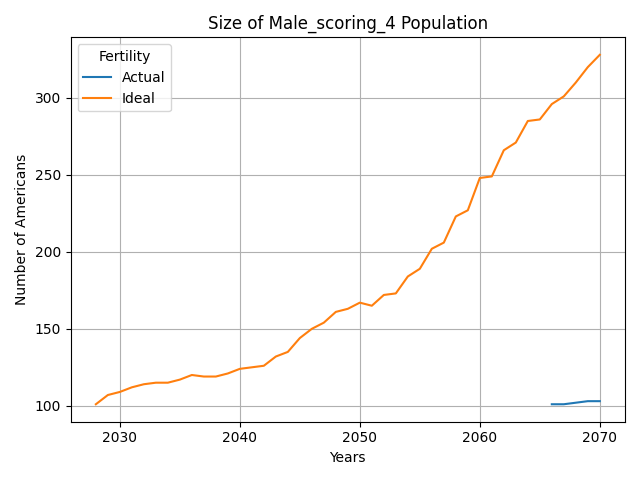 Size of Male_scoring_4 Population
Fertility
Actual
Ideal
Number of Americans
300
250
200
150
100
2030 2040 2050 2060 2070
Years